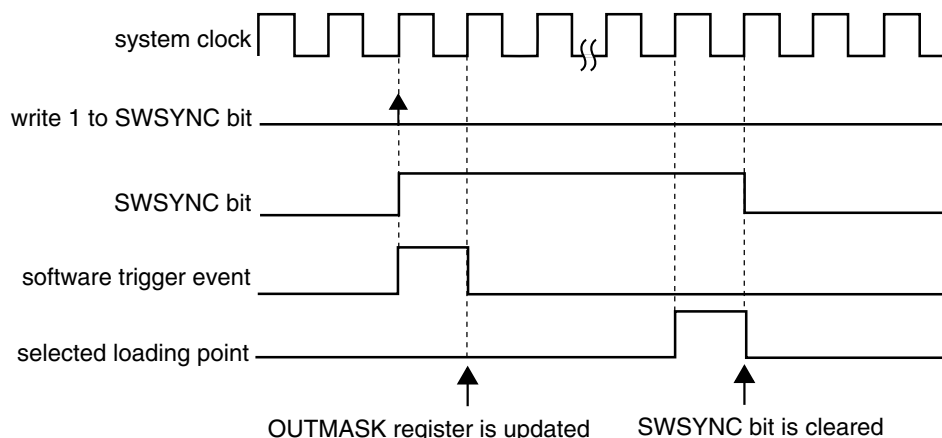 system clock
write 1 to SWSYNC bit
SWSYNC bit
software trigger event
selected loading point
OUTMASK register is updated
SWSYNC bit is cleared